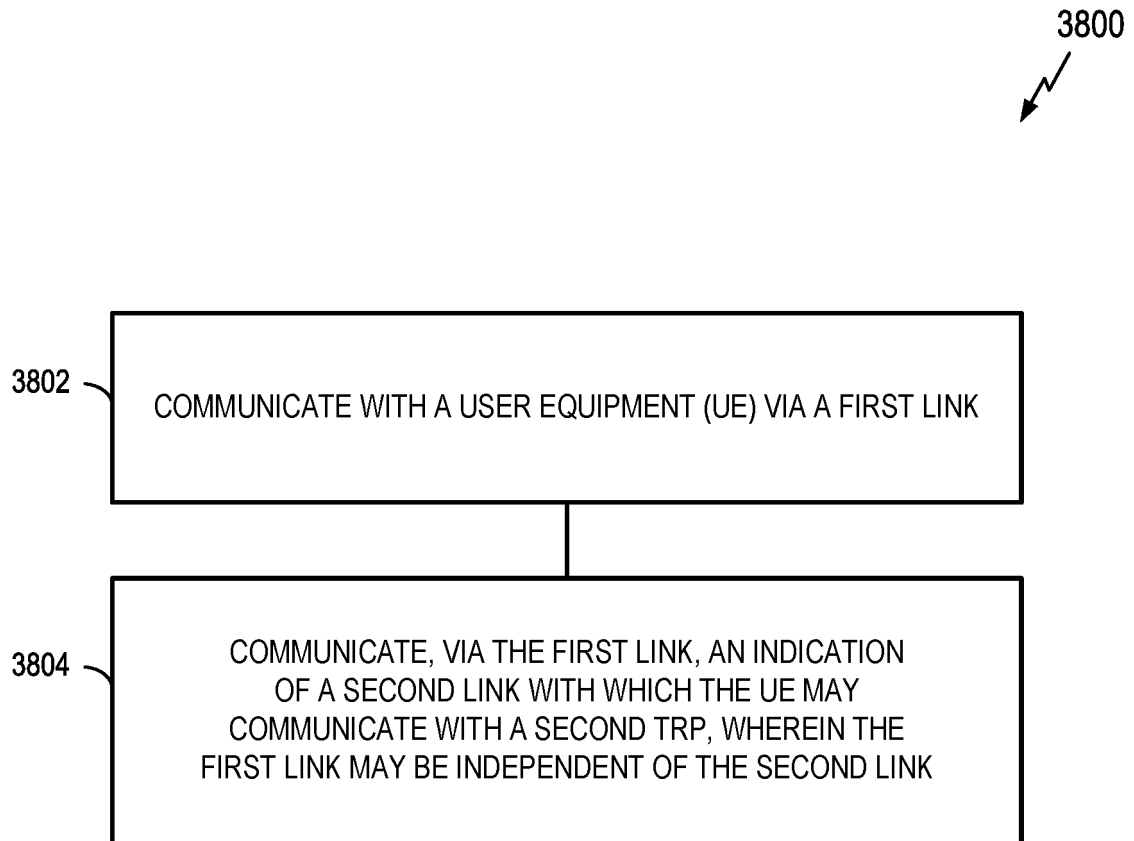 3800
3802
COMMUNICATE WITH A USER EQUIPMENT (UE) VIA A FIRST LINK
3804
COMMUNICATE, VIA THE FIRST LINK, AN INDICATION
OF A SECOND LINK WITH WHICH THE UE MAY
COMMUNICATE WITH A SECOND TRP, WHEREIN THE
FIRST LINK MAY BE INDEPENDENT OF THE SECOND LINK